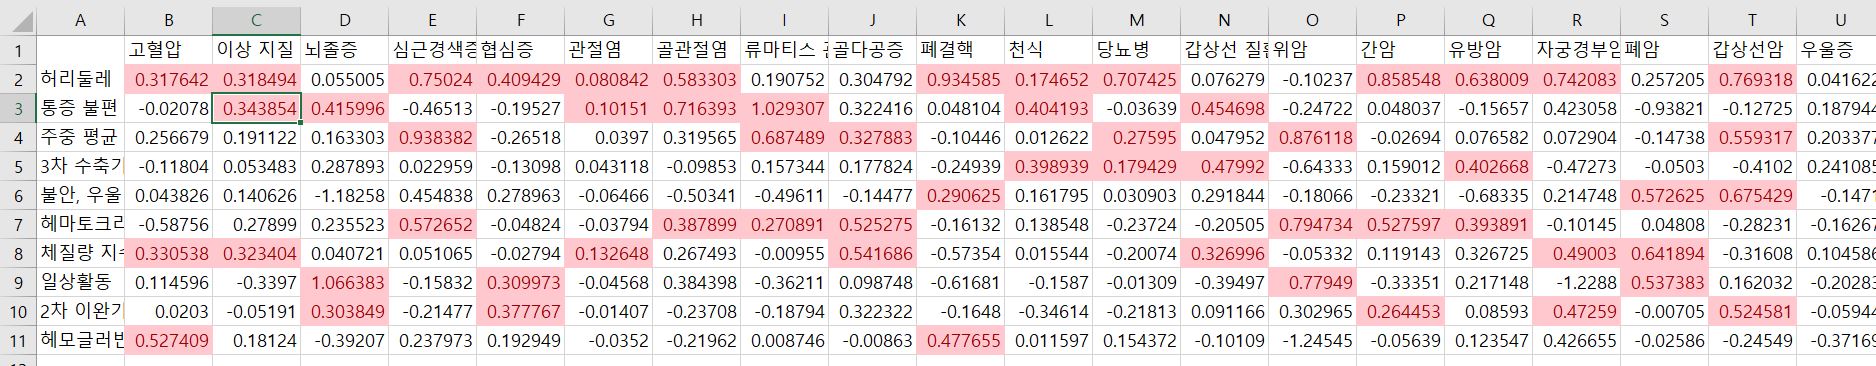 A B C D E F G H I J K L M N O P Q R S T U
1 고혈압 이상 지질 뇌졸증 심근경색증 협심증 관절염 골관절염 류마티스 골다공증 폐결핵 천식 당뇨병 갑상선 질환 위암 간암 유방암 자궁경부암 폐암 갑상선암 우울증
2 허리둘레 0.317642 0.318494 0.055005 0.75024 0.409429 0.080842 0.583303 0.190752 0.304792 0.934585 0.174652 0.707425 0.076279 -0.10237 0.858548 0.638009 0.742083 0.257205 0.769318 0.041622
3 통증 불편 -0.02078 0.343854 0.415996 -0.46513 -0.19527 0.10151 0.716393 1.029307 0.322416 0.048104 0.404193 -0.03639 0.454698 -0.24722 0.048037 -0.15657 0.423058 -0.93821 -0.12725 0.187944
4 주중 평균 0.256679 0.191122 0.163303 0.938382 -0.26518 0.0397 0.319565 0.687489 0.327883 -0.10446 0.012622 0.27595 0.047952 0.876118 -0.02694 0.076582 0.072904 -0.14738 0.559317 0.203377
5 3차 수축기 -0.11804 0.053483 0.287893 0.022959 -0.13098 0.043118 -0.09853 0.157344 0.177824 -0.24939 0.398939 0.179429 0.47992 -0.64333 0.159012 0.402668 -0.47273 -0.0503 -0.4102 0.241085
6 불안, 우울 0.043826 0.140626 -1.18258 0.454838 0.278963 -0.06466 -0.50341 -0.49611 -0.14477 0.290625 0.161795 0.030903 0.291844 -0.18066 -0.23321 -0.68335 0.214748 0.572625 0.675429 -0.1471
7 헤마토크리 -0.58756 0.27899 0.235523 0.572652 -0.04824 -0.03794 0.387899 0.270891 0.525275 -0.16132 0.138548 -0.23724 -0.20505 0.794734 0.527597 0.393891 -0.10145 0.04808 -0.28231 -0.16267
8 체질량 지수 0.330538 0.323404 0.040721 0.051065 -0.02794 0.132648 0.267493 -0.00955 0.541686 -0.57354 0.015544 -0.20074 0.326996 -0.05332 0.119143 0.326725 0.49003 0.641894 -0.31608 0.104586
9 일상활동 0.114596 -0.3397 1.066383 -0.15832 0.309973 -0.04568 0.384398 -0.36211 0.098748 -0.61681 -0.1587 -0.01309 -0.39497 0.77949 -0.33351 0.217148 -1.2288 0.537383 0.162032 -0.20283
10 2차 이완기 0.0203 -0.05191 0.303849 -0.21477 0.377767 -0.01407 -0.23708 -0.18794 0.322322 -0.1648 -0.34614 -0.21813 0.091166 0.302965 0.264453 0.08593 0.47259 -0.00705 0.524581 -0.05944
11 헤모글러빈 0.527409 0.18124 -0.39207 0.237973 0.192949 -0.0352 -0.21962 0.008746 -0.00863 0.477655 0.011597 0.154372 -0.10109 -1.24545 -0.05639 0.123547 0.426655 -0.02586 -0.24549 -0.37169